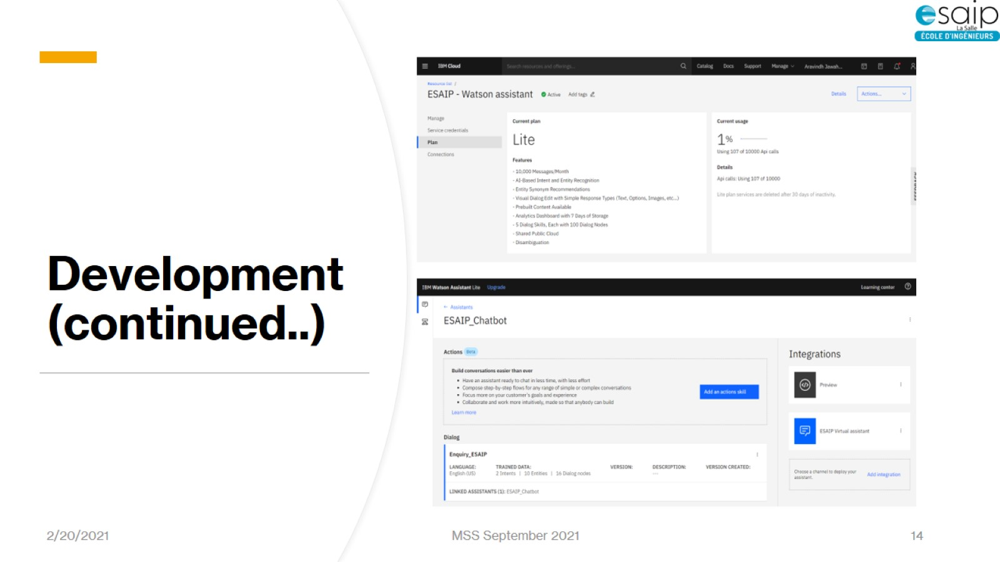 esaip
La Salle
ÉCOLE D'INGÉNIEURS
Development
(continued..)
IBM Cloud
Search resources and offerings...
Catalog
Docs
Support
Manage
Aravindh Jawah...
Resource list /
ESAIP - Watson assistant
Active
Add tags
Details
Actions...
Manage
Service credentials
Plan
Connections
Current plan
Lite
Features
- 10,000 Messages/Month
- AI-Based Intent and Entity Recognition
- Entity Synonym Recommendations
- Visual Dialog Edit with Simple Response Types (Text, Options, Images, etc...)
- Prebuilt Content Available
- Analytics Dashboard with 7 Days of Storage
- 5 Dialog Skills, Each with 100 Dialog Nodes
- Shared Public Cloud
- Disambiguation
Current usage
1%
Using 107 of 10000 Api calls
Details
Api calls: Using 107 of 10000
Lite plan services are deleted after 30 days of inactivity.
FEEDBACK
IBM Watson Assistant Lite
Upgrade
Learning center
← Assistants
ESAIP_Chatbot
Actions Beta
Build conversations easier than ever
• Have an assistant ready to chat in less time, with less effort
• Compose step-by-step flows for any range of simple or complex conversations
• Focus more on your customer's goals and experience
• Collaborate and work more intuitively, made so that anybody can build
Learn more
Add an actions skill
Dialog
Enquiry_ESAIP
LANGUAGE: TRAINED DATA: VERSION: DESCRIPTION: VERSION CREATED:
English (US) 2 Intents | 10 Entities | 16 Dialog nodes ---
LINKED ASSISTANTS (1): ESAIP_Chatbot
Integrations
Preview
ESAIP Virtual assistant
Choose a channel to deploy your
assistant.
Add integration
2/20/2021
MSS September 2021
14